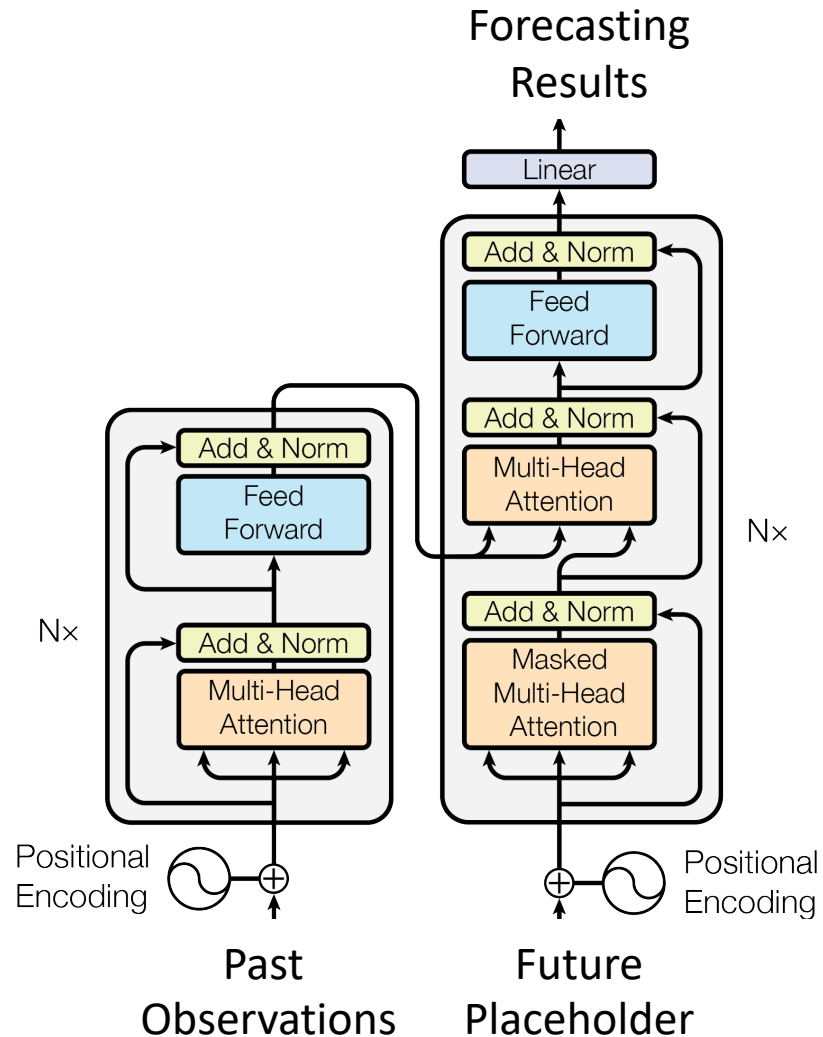 Forecasting
Results
Linear
Add & Norm
Feed
Forward
Add & Norm
Multi-Head
Attention
Add & Norm
Masked
Multi-Head
Attention
N×
Add & Norm
Feed
Forward
Add & Norm
Multi-Head
Attention
N×
Positional
Encoding
Positional
Encoding
Past
Observations
Future
Placeholder